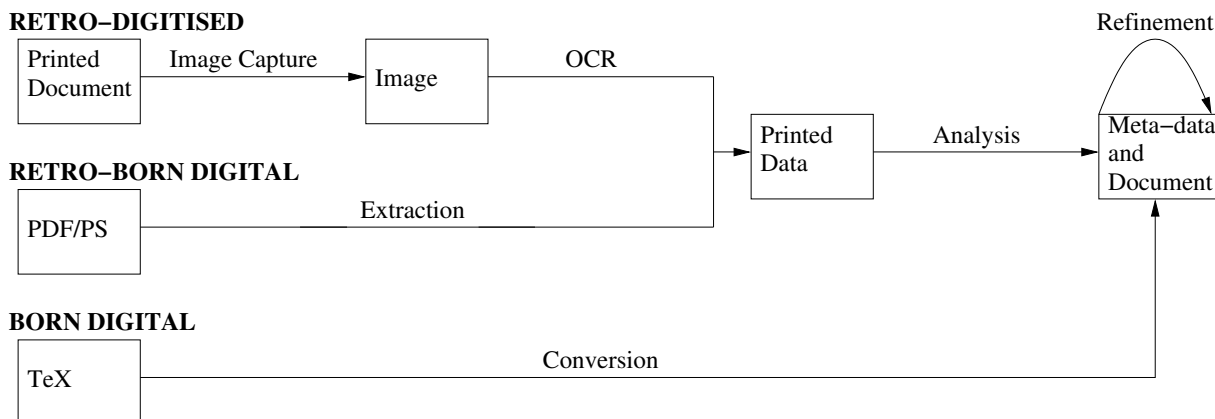 RETRO−DIGITISED
Refinement
Printed
Document
Image Capture
Image
OCR
Printed
Data
Analysis
Meta−data
and
Document
RETRO−BORN DIGITAL
PDF/PS
Extraction
BORN DIGITAL
TeX
Conversion